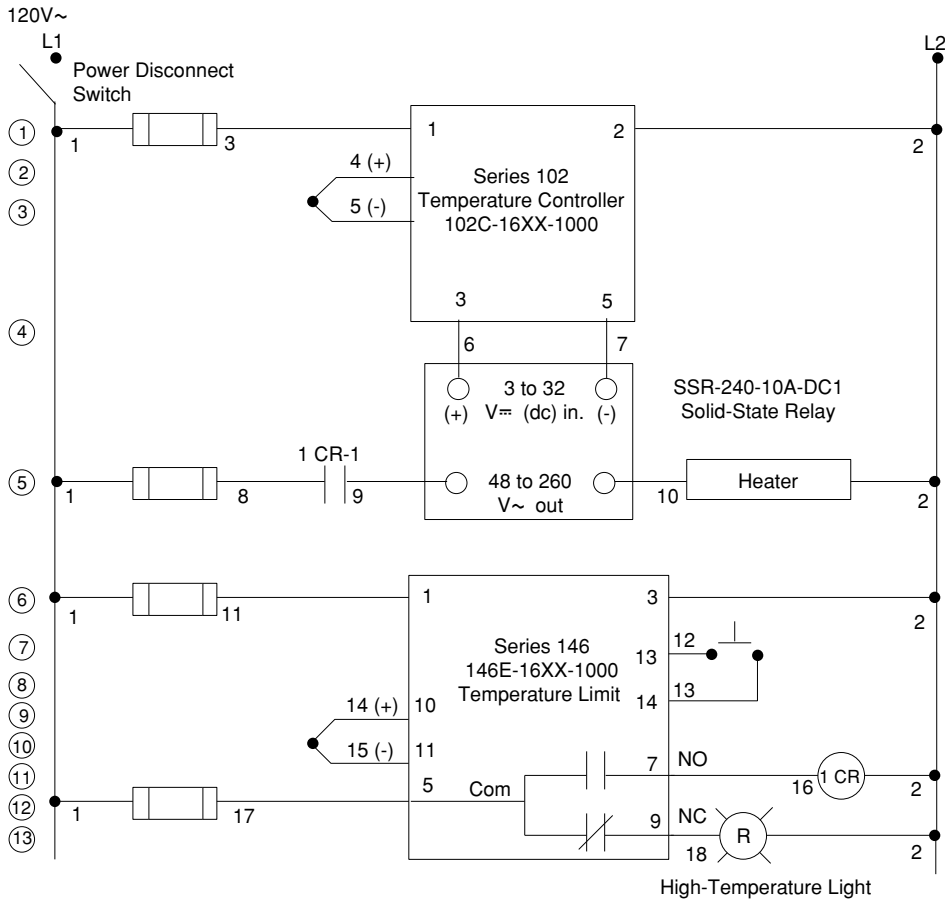 120V~
L1
L2
Power Disconnect
Switch
① 1 3 1 2 2
② 4 (+)
Series 102
Temperature Controller
102C-16XX-1000
③ 5 (-)
3 5
④ 6 7
3 to 32
(+) V⎓ (dc) in. (-)
SSR-240-10A-DC1
Solid-State Relay
1 CR-1
⑤ 1 8 9 48 to 260 10 Heater 2
V~ out
⑥ 1 11 1 3 2
Series 146
146E-16XX-1000
Temperature Limit
⑦ 13 12
⑧ 14 13
⑨ 14 (+) 10
⑩ 15 (-) 11
⑪ 7 NO 16 1 CR 2
⑫ 1 17 5 Com
⑬ 9 NC 18 R 2
High-Temperature Light